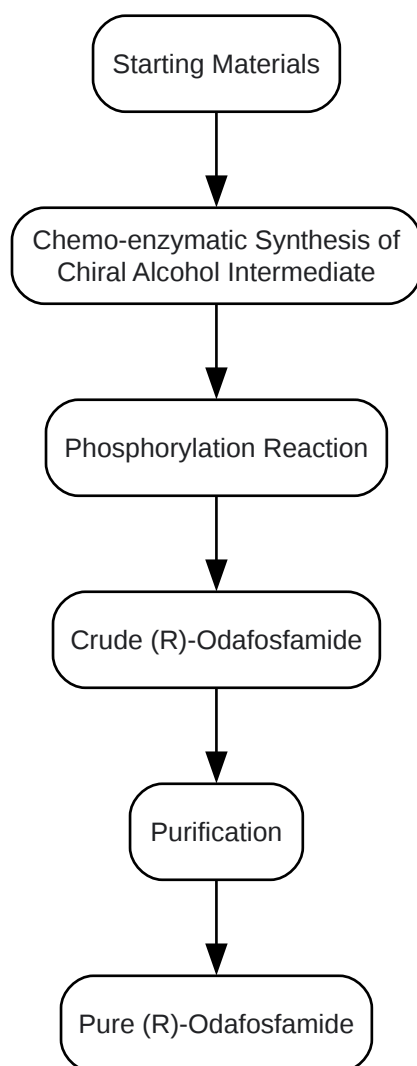 Starting Materials
Chemo-enzymatic Synthesis of
Chiral Alcohol Intermediate
Phosphorylation Reaction
Crude (R)-Odafosfamide
Purification
Pure (R)-Odafosfamide